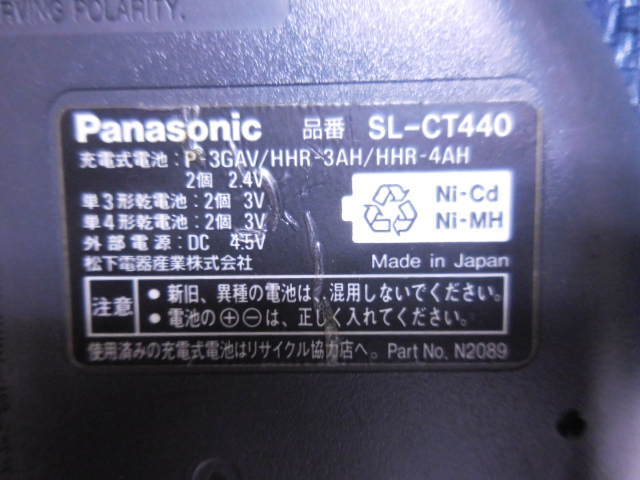 RVING POLARITY.
Panasonic 品番 SL-CT440
充電式電池：P-3GAV/HHR-3AH/HHR-4AH
2個 2.4V
単3形乾電池：2個 3V
単4形乾電池：2個 3V
外部電源：DC 4.5V
Ni-Cd
Ni-MH
松下電器産業株式会社 Made in Japan
注意
• 新旧、異種の電池は、混用しないでください。
• 電池の⊕⊖は、正しく入れてください。
使用済みの充電式電池はリサイクル協力店へ。 Part No. N2089